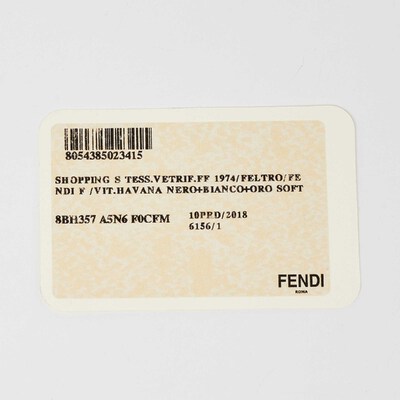 8054385023415
SHOPPING S TESS.VETRIF.FF 1974/FELTRO/FE
NDI F /VIT.HAVANA NERO+BIANCO+ORO SOFT
8BH357 A5N6 F0CFM
10PRD/2018
6156/1
FENDI
ROMA